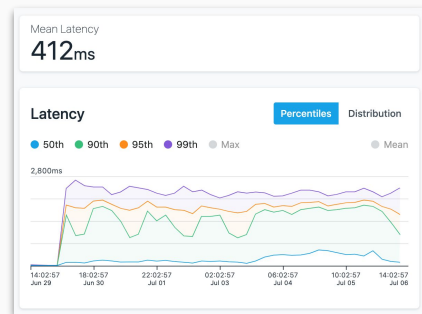 Mean Latency
412ms
Latency
Percentiles Distribution
50th 90th 95th 99th Max Mean
2,800ms
14:02:57 18:02:57 22:02:57 02:02:57 06:02:57 10:02:57 14:02:57
Jun 29 Jun 30 Jul 01 Jul 03 Jul 04 Jul 05 Jul 06